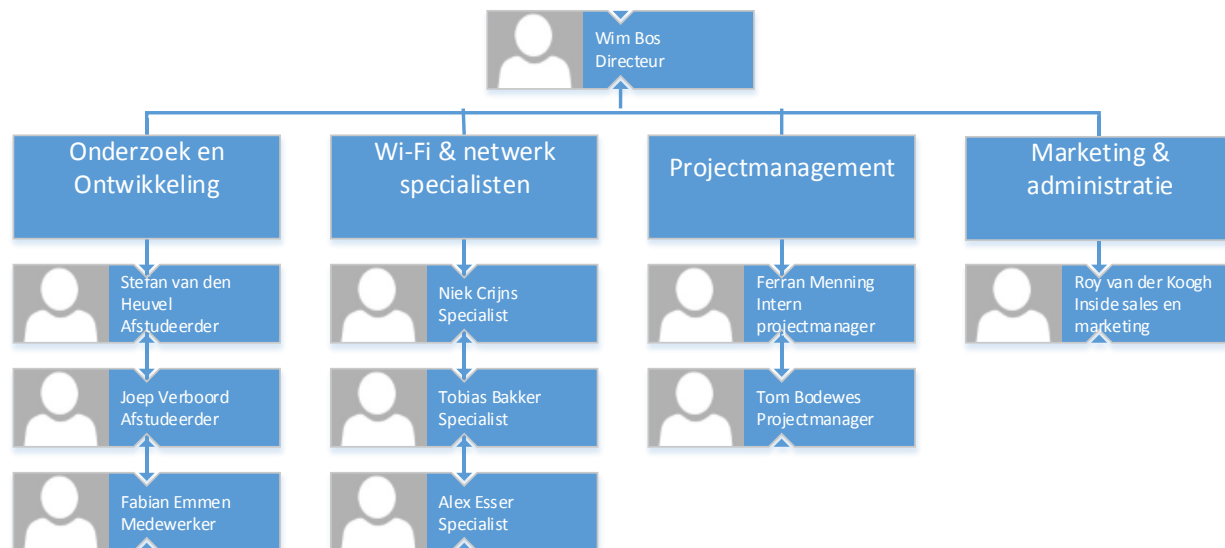 Wim Bos
Directeur
Onderzoek en
Ontwikkeling
Stefan van den
Heuvel
Afstudeerder
Joep Verboord
Afstudeerder
Fabian Emmen
Medewerker
Wi-Fi & netwerk
specialisten
Niek Crijns
Specialist
Tobias Bakker
Specialist
Alex Esser
Specialist
Projectmanagement
Ferran Menning
Intern
projectmanager
Tom Bodewes
Projectmanager
Marketing &
administratie
Roy van der Koogh
Inside sales en
marketing